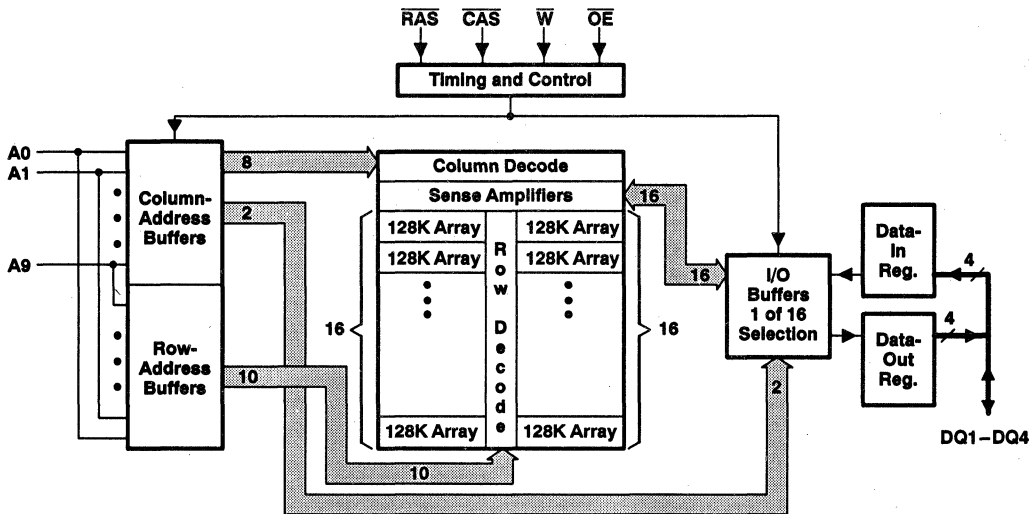 RAS CAS W OE
Timing and Control
A0
A1
A9
Column-
Address
Buffers
Row-
Address
Buffers
8
2
10
10
Column Decode
Sense Amplifiers
128K Array
128K Array
128K Array
128K Array
128K Array
128K Array
Row Decode
16
16
16
16
I/O
Buffers
1 of 16
Selection
2
Data-
In
Reg.
4
Data-
Out
Reg.
4
DQ1–DQ4